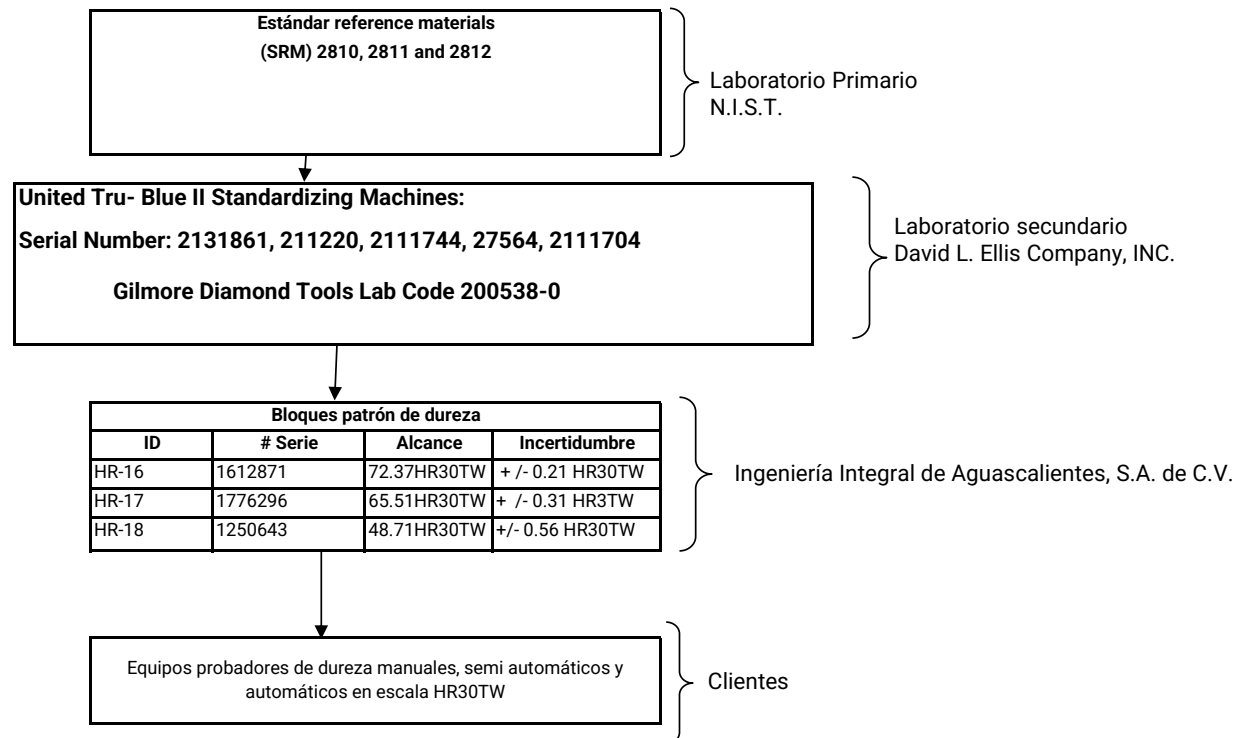 Estándar reference materials
(SRM) 2810, 2811 and 2812
Laboratorio Primario
N.I.S.T.
United Tru- Blue II Standardizing Machines:
Serial Number: 2131861, 211220, 2111744, 27564, 2111704
Gilmore Diamond Tools Lab Code 200538-0
Laboratorio secundario
David L. Ellis Company, INC.
Bloques patrón de dureza
ID # Serie Alcance Incertidumbre
HR-16 1612871 72.37HR30TW + /- 0.21 HR30TW
HR-17 1776296 65.51HR30TW + /- 0.31 HR3TW
HR-18 1250643 48.71HR30TW +/- 0.56 HR30TW
Ingeniería Integral de Aguascalientes, S.A. de C.V.
Equipos probadores de dureza manuales, semi automáticos y
automáticos en escala HR30TW
Clientes